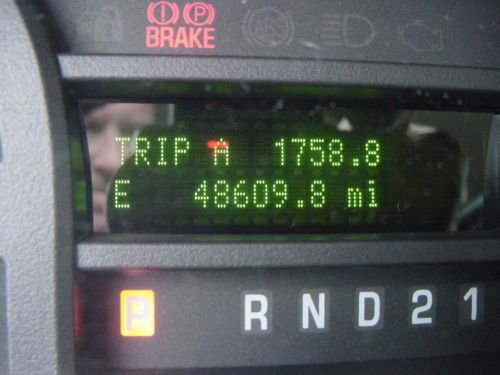 (!) (P)
BRAKE
TRIP A 1758.8
E 48609.8 mi
P R N D 2 1